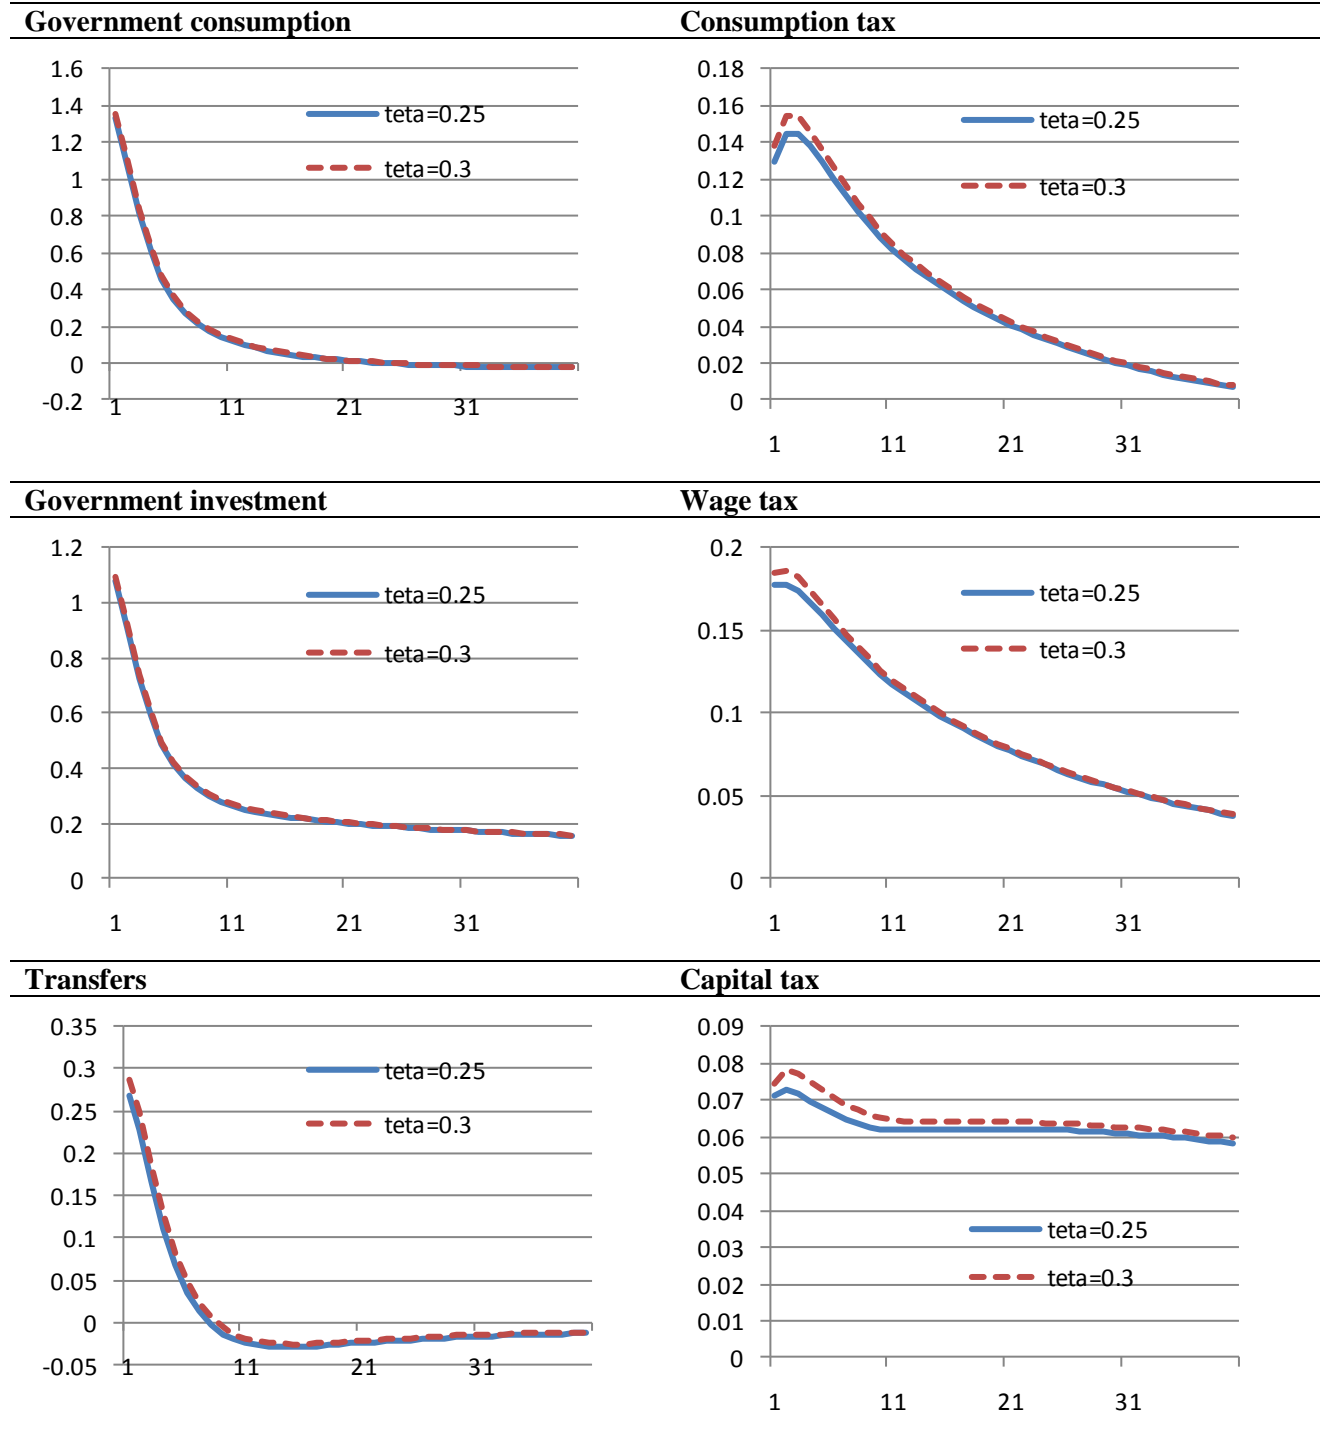 Government consumption
Consumption tax
1.6
1.4
1.2
1
0.8
0.6
0.4
0.2
0
-0.2
1 11 21 31
teta=0.25
teta=0.3
0.18
0.16
0.14
0.12
0.1
0.08
0.06
0.04
0.02
0
1 11 21 31
teta=0.25
teta=0.3
Government investment
Wage tax
1.2
1
0.8
0.6
0.4
0.2
0
1 11 21 31
teta=0.25
teta=0.3
0.2
0.15
0.1
0.05
0
1 11 21 31
teta=0.25
teta=0.3
Transfers
Capital tax
0.35
0.3
0.25
0.2
0.15
0.1
0.05
0
-0.05
1 11 21 31
teta=0.25
teta=0.3
0.09
0.08
0.07
0.06
0.05
0.04
0.03
0.02
0.01
0
1 11 21 31
teta=0.25
teta=0.3